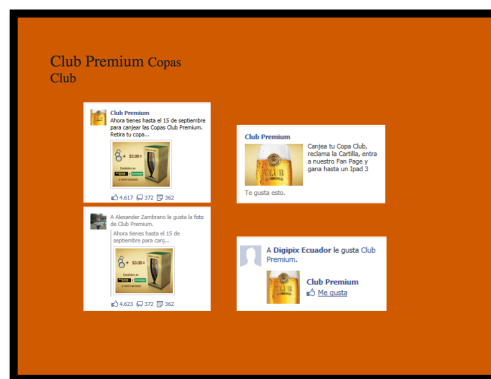 Club Premium Copas
Club
Club Premium
Ahora tienes hasta el 15 de septiembre
para canjear las Copas Club Premium.
Retira tu copa...
4.617 372 362
A Alexander Zambrano le gusta la foto
de Club Premium.
Ahora tienes hasta el 15 de
septiembre para canj...
4.623 372 362
Club Premium
Canjea tu Copa Club,
reclama la Cartilla, entra
a nuestro Fan Page y
gana hasta un Ipad 3
CLUB
Te gusta esto.
A Digipix Ecuador le gusta Club
Premium.
CLUB
Club Premium
Me gusta